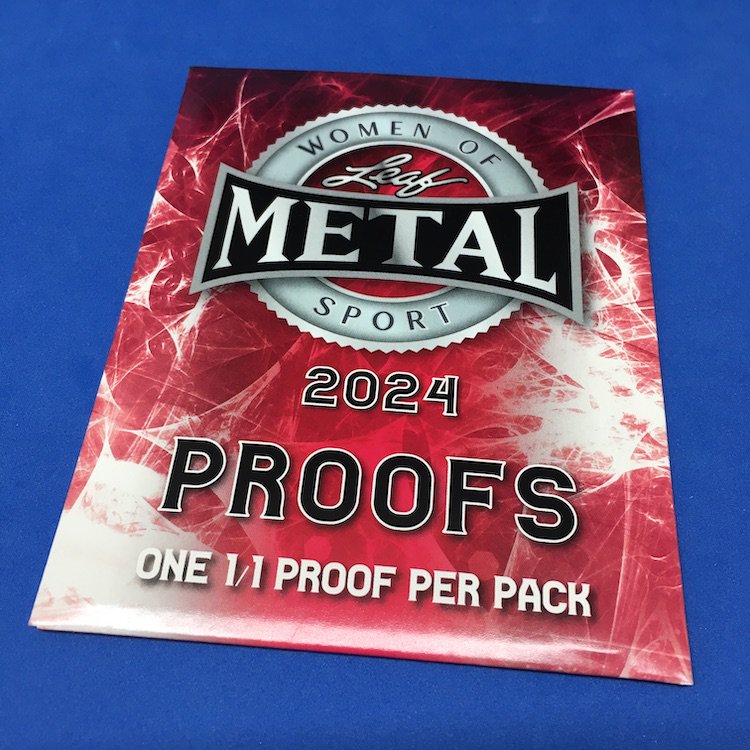 WOMEN OF
Leaf
METAL
SPORT
2024
PROOFS
ONE 1/1 PROOF PER PACK